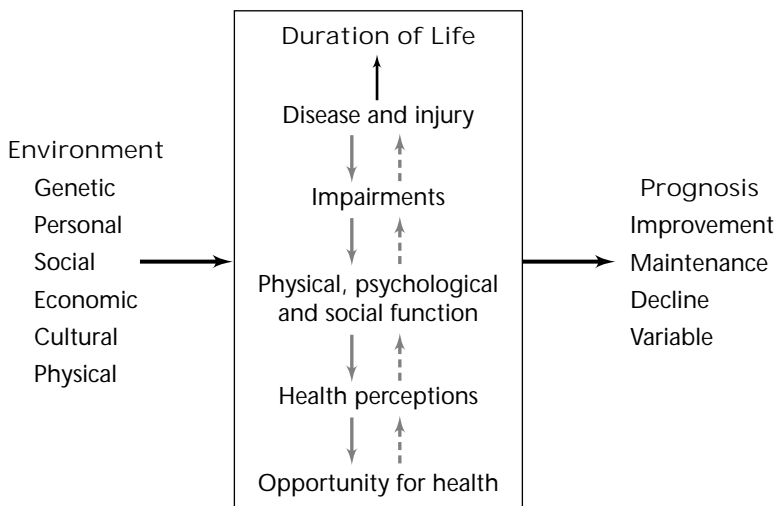 Environment
Genetic
Personal
Social
Economic
Cultural
Physical
Duration of Life
Disease and injury
Impairments
Physical, psychological
and social function
Health perceptions
Opportunity for health
Prognosis
Improvement
Maintenance
Decline
Variable